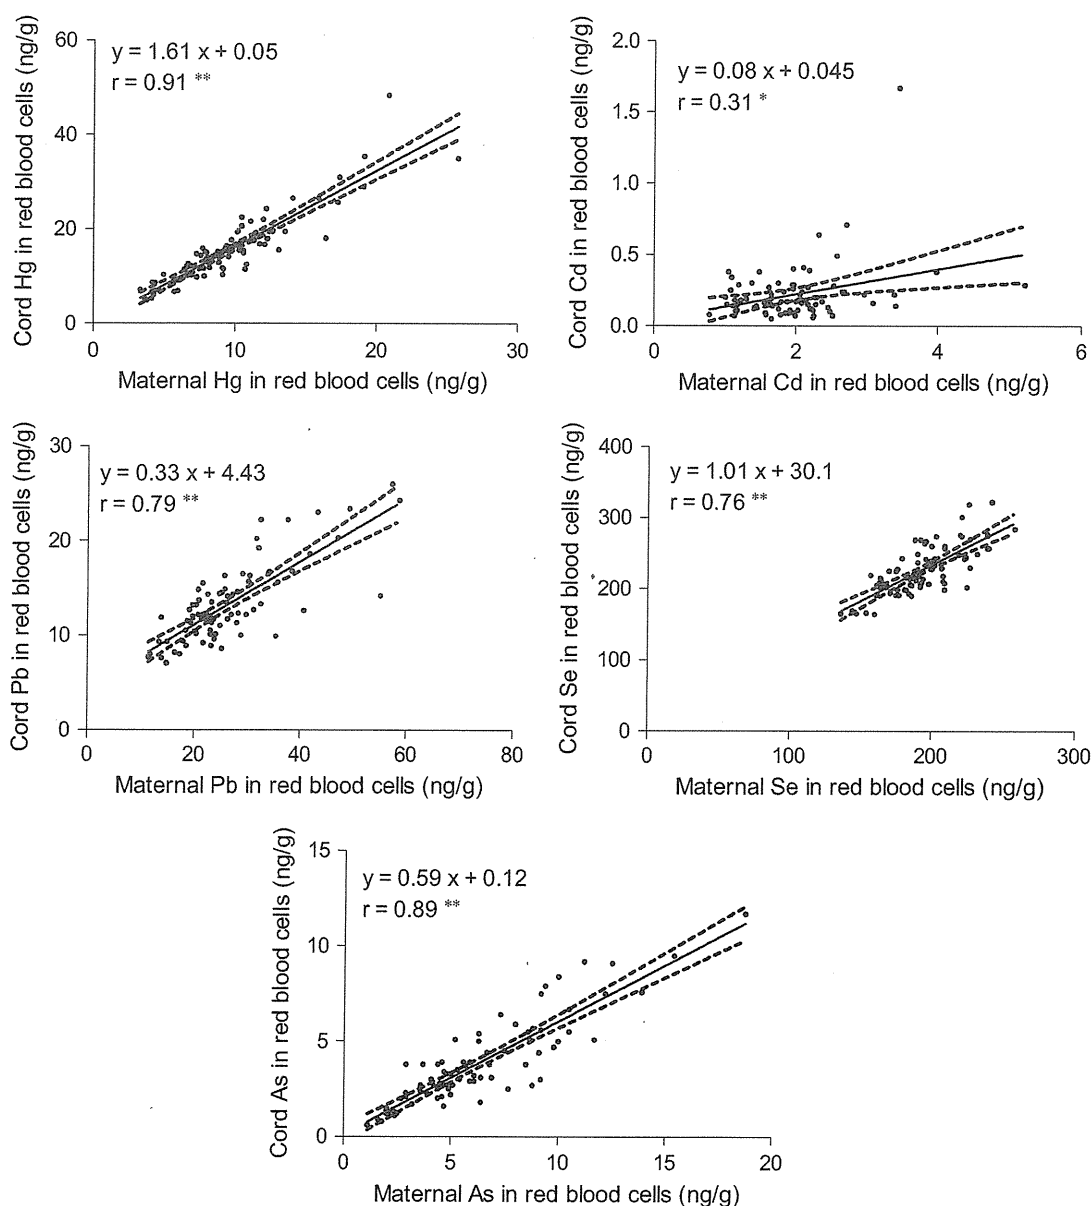 Cord Hg in red blood cells (ng/g)
60
40
20
0
y = 1.61 x + 0.05
r = 0.91 **
0 10 20 30
Maternal Hg in red blood cells (ng/g)
Cord Cd in red blood cells (ng/g)
2.0
1.5
1.0
0.5
0.0
y = 0.08 x + 0.045
r = 0.31 *
0 2 4 6
Maternal Cd in red blood cells (ng/g)
Cord Pb in red blood cells (ng/g)
30
20
10
0
y = 0.33 x + 4.43
r = 0.79 **
0 20 40 60 80
Maternal Pb in red blood cells (ng/g)
Cord Se in red blood cells (ng/g)
400
300
200
100
0
y = 1.01 x + 30.1
r = 0.76 **
0 100 200 300
Maternal Se in red blood cells (ng/g)
Cord As in red blood cells (ng/g)
15
10
5
0
y = 0.59 x + 0.12
r = 0.89 **
0 5 10 15 20
Maternal As in red blood cells (ng/g)